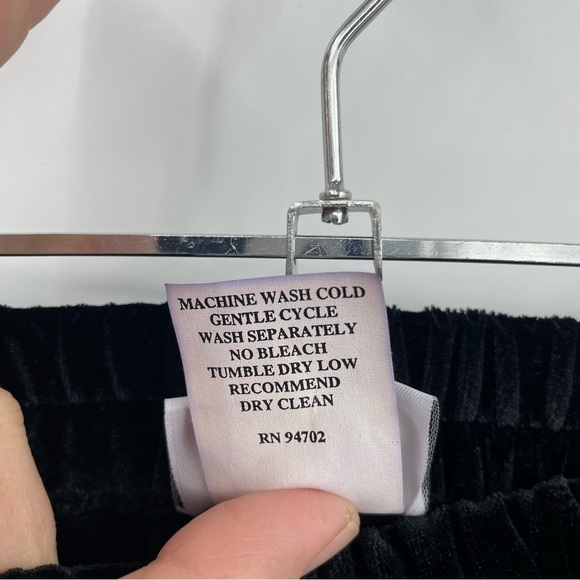 MACHINE WASH COLD
GENTLE CYCLE
WASH SEPARATELY
NO BLEACH
TUMBLE DRY LOW
RECOMMEND
DRY CLEAN
RN 94702